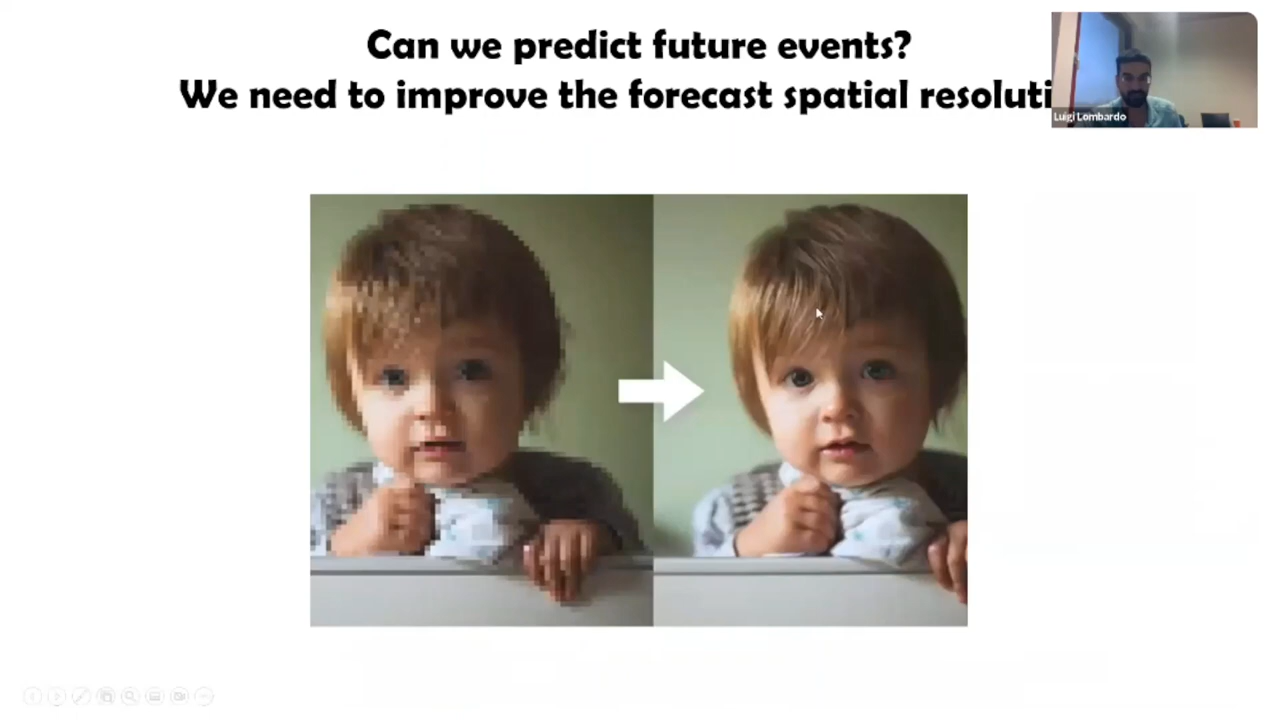 Can we predict future events?
We need to improve the forecast spatial resoluti
Luigi Lombardo